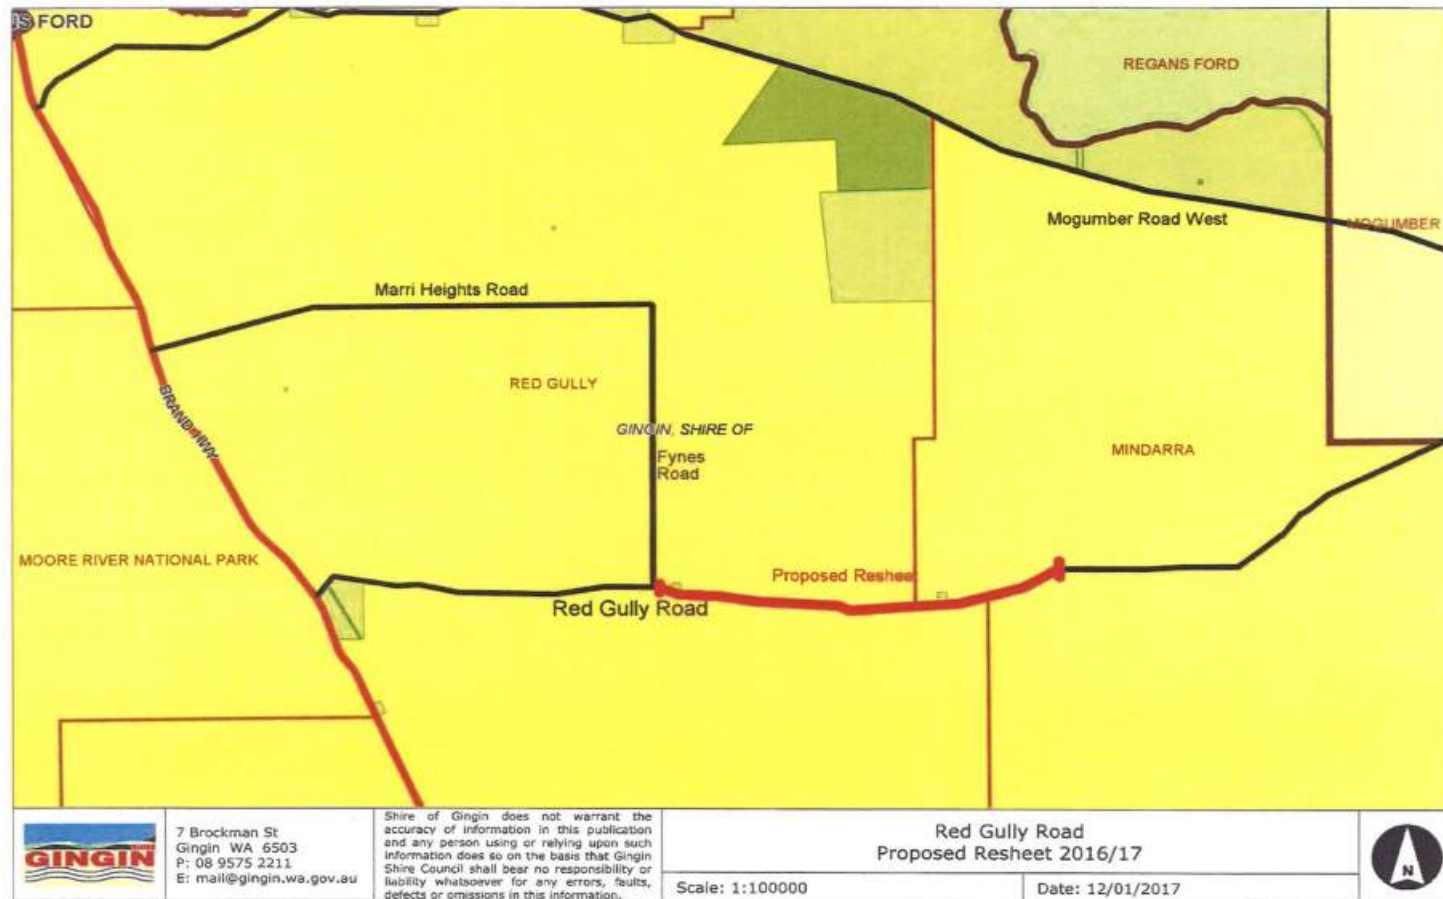 IS FORD
REGANS FORD
Mogumber Road West
MOGUMBER
Marri Heights Road
RED GULLY
BRAND HWY
GINGIN, SHIRE OF
Fynes
Road
MINDARRA
MOORE RIVER NATIONAL PARK
Proposed Resheet
Red Gully Road
GINGIN
7 Brockman St
Gingin WA 6503
P: 08 9575 2211
E: mail@gingin.wa.gov.au
Shire of Gingin does not warrant the
accuracy of information in this publication
and any person using or relying upon such
information does so on the basis that Gingin
Shire Council shall bear no responsibility or
liability whatsoever for any errors, faults,
defects or omissions in this information.
Red Gully Road
Proposed Resheet 2016/17
Scale: 1:100000
Date: 12/01/2017
N